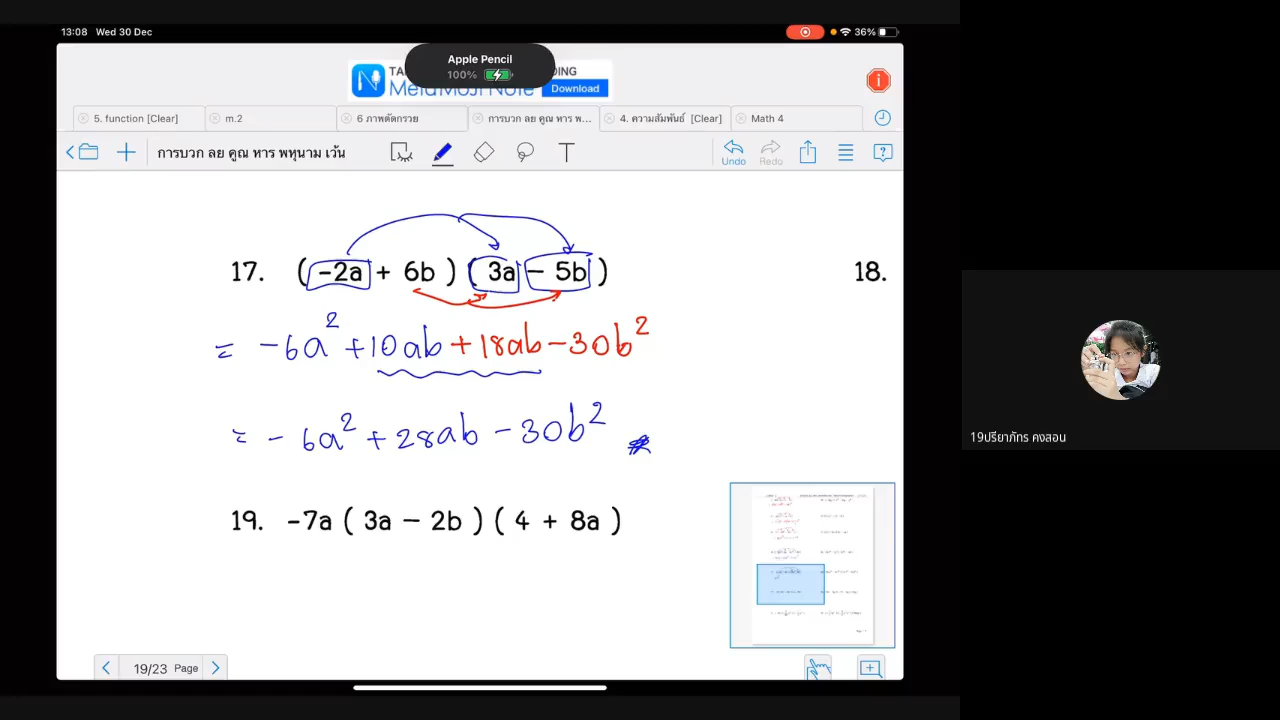 13:08 Wed 30 Dec
36%
Apple Pencil
100%
DING
MetaMoji Note
Download
5. function [Clear]
m.2
6 ภาพตัดกรวย
การบวก ลย คูณ หาร พ...
4. ความสัมพันธ์ [Clear]
Math 4
การบวก ลย คูณ หาร พหุนาม เว้น
Undo
Redo
17. (-2a + 6b) (3a - 5b)
18.
= -6a² + 10ab + 18ab - 30b²
= -6a² + 28ab - 30b²
19. -7a ( 3a - 2b ) ( 4 + 8a )
19/23 Page
19ปรียาภัทร คงสอน